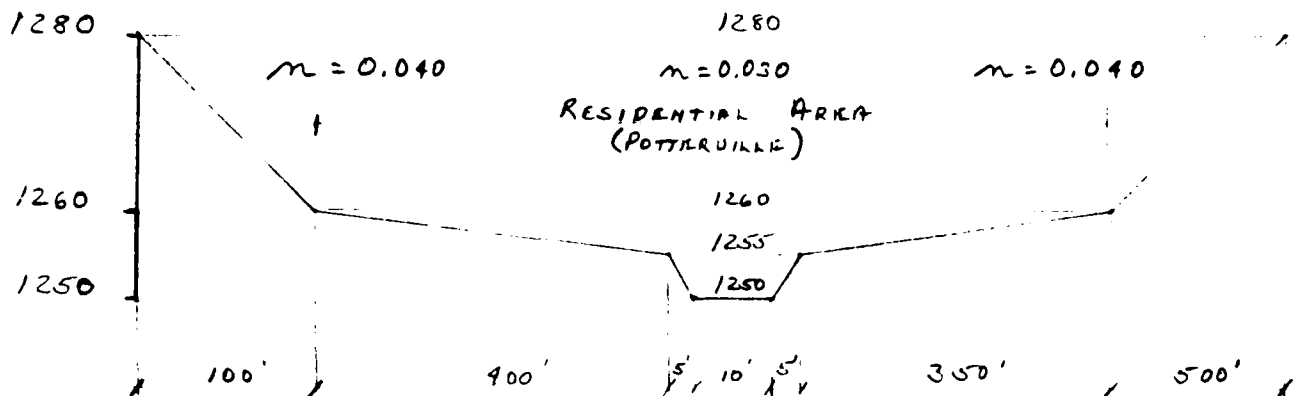 1280 1280
n = 0.040 n = 0.030 n = 0.040
RESIDENTIAL AREA
(POTTERVILLE)
1260 1260
1255
1250 1250
100' 400' 5' 10' 5' 350' 500'